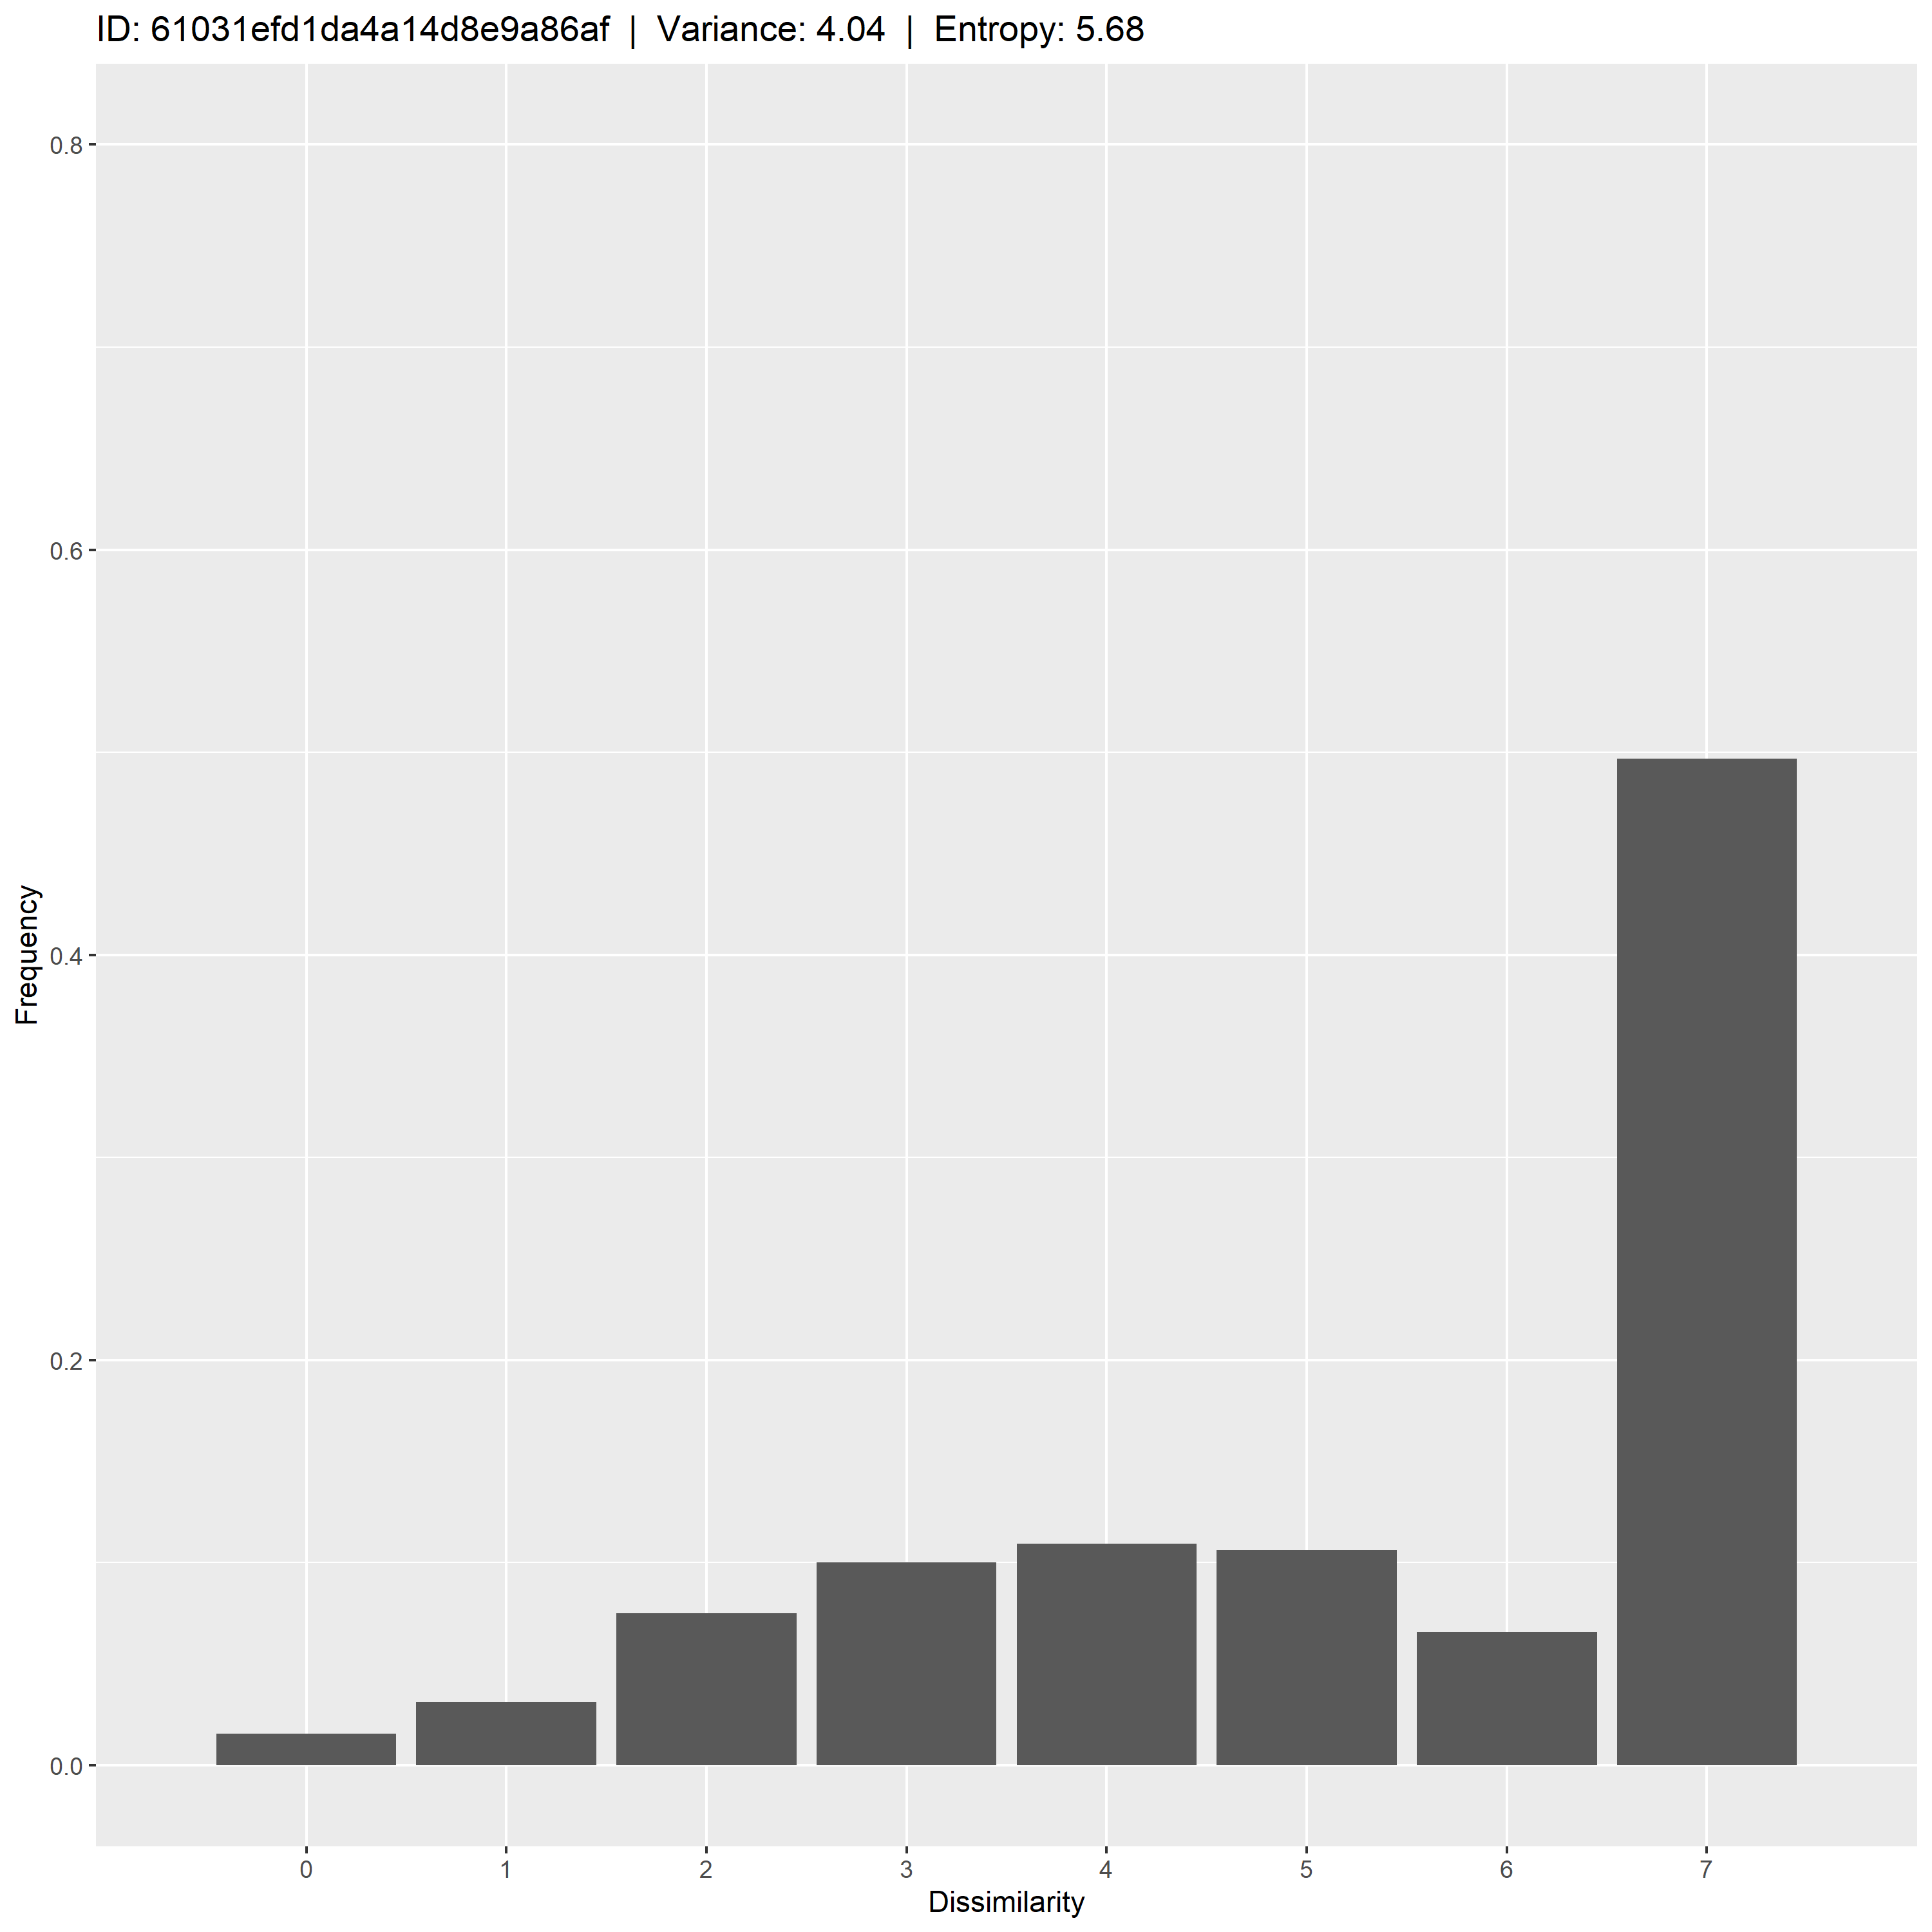 ID: 61031efd1da4a14d8e9a86af | Variance: 4.04 | Entropy: 5.68
0.8
0.6
0.4
0.2
0.0
Frequency
0 1 2 3 4 5 6 7
Dissimilarity